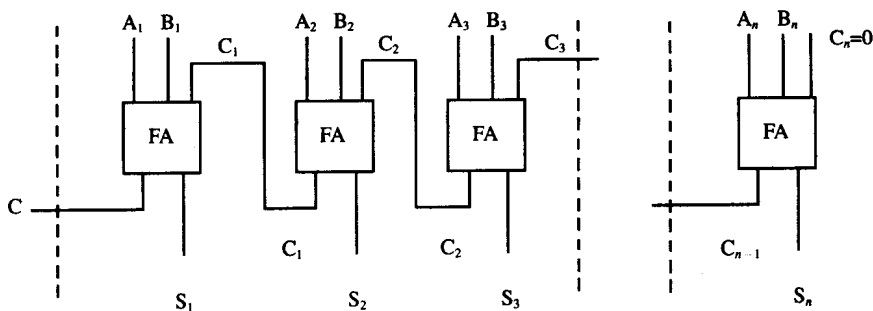 A₁ B₁ C₁ A₂ B₂ C₂ A₃ B₃ C₃ Aₙ Bₙ Cₙ=0
FA FA FA FA
C
C₁ C₂ Cₙ₋₁
S₁ S₂ S₃ Sₙ